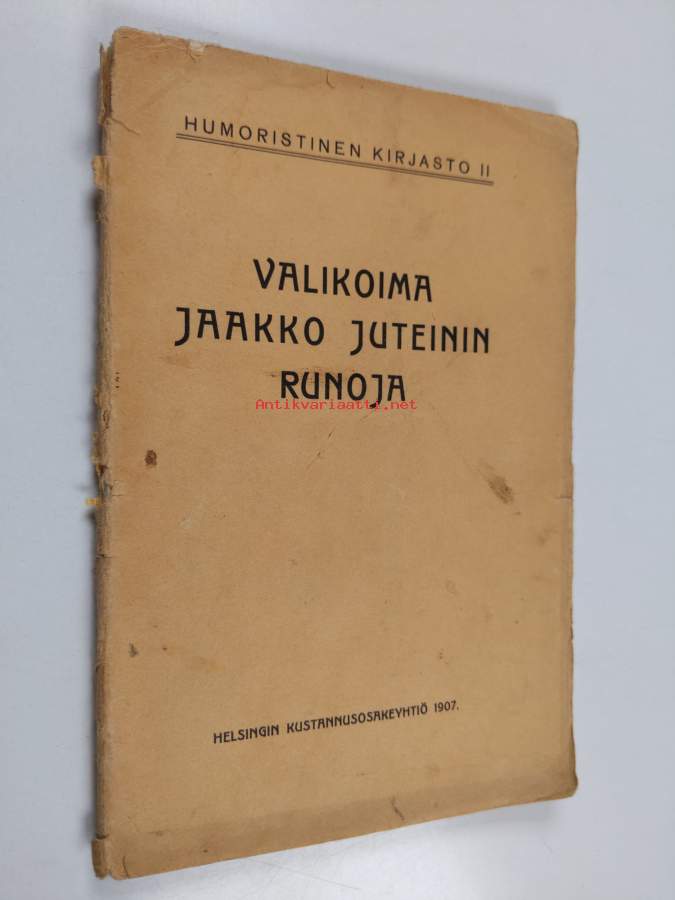 HUMORISTINEN KIRJASTO II
VALIKOIMA
JAAKKO JUTEININ
RUNOJA
Antikvariaatti.net
HELSINGIN KUSTANNUSOSAKEYHTIÖ 1907.